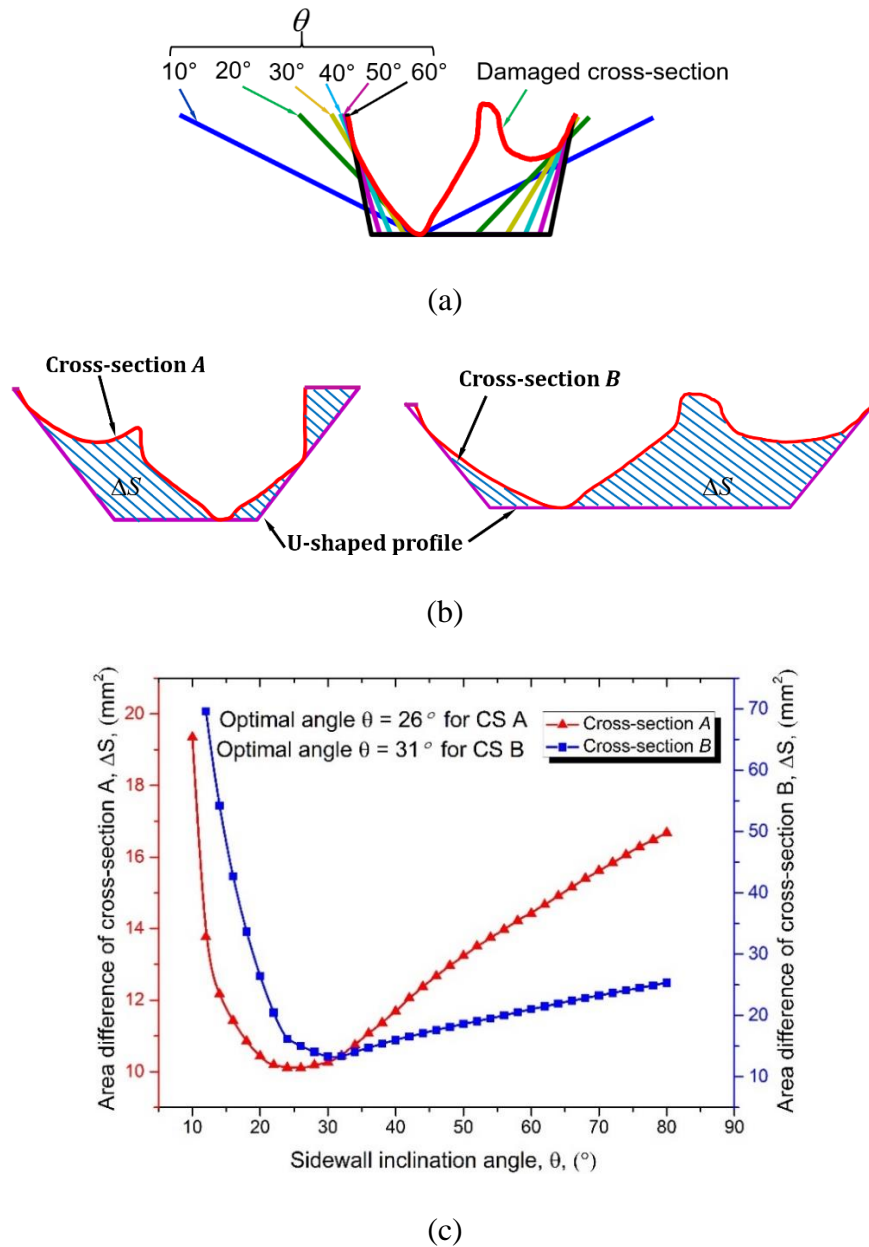 θ
10° 20° 30° 40° 50° 60°
Damaged cross-section
(a)
Cross-section A
Cross-section B
ΔS
ΔS
U-shaped profile
(b)
Optimal angle θ = 26° for CS A
Optimal angle θ = 31° for CS B
Cross-section A
Cross-section B
Area difference of cross-section A, ΔS, (mm²)
20
18
16
14
12
10
Area difference of cross-section B, ΔS, (mm²)
70
60
50
40
30
20
10
10 20 30 40 50 60 70 80 90
Sidewall inclination angle, θ, (°)
(c)